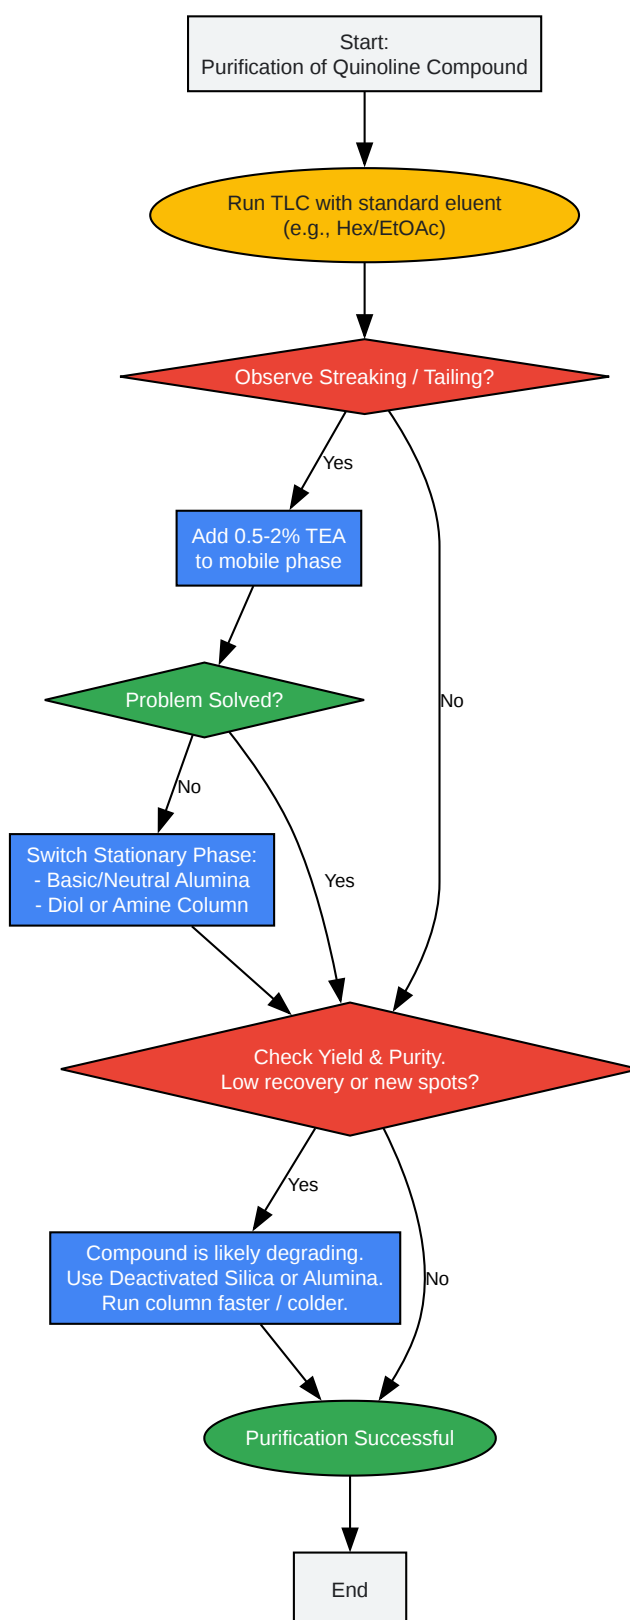 Start:
Purification of Quinoline Compound
Run TLC with standard eluent
(e.g., Hex/EtOAc)
Observe Streaking / Tailing?
Yes
Add 0.5-2% TEA
to mobile phase
Problem Solved?
No
No
Switch Stationary Phase:
- Basic/Neutral Alumina
- Diol or Amine Column
Yes
Check Yield & Purity.
Low recovery or new spots?
Yes
Compound is likely degrading.
Use Deactivated Silica or Alumina.
Run column faster / colder.
No
Purification Successful
End